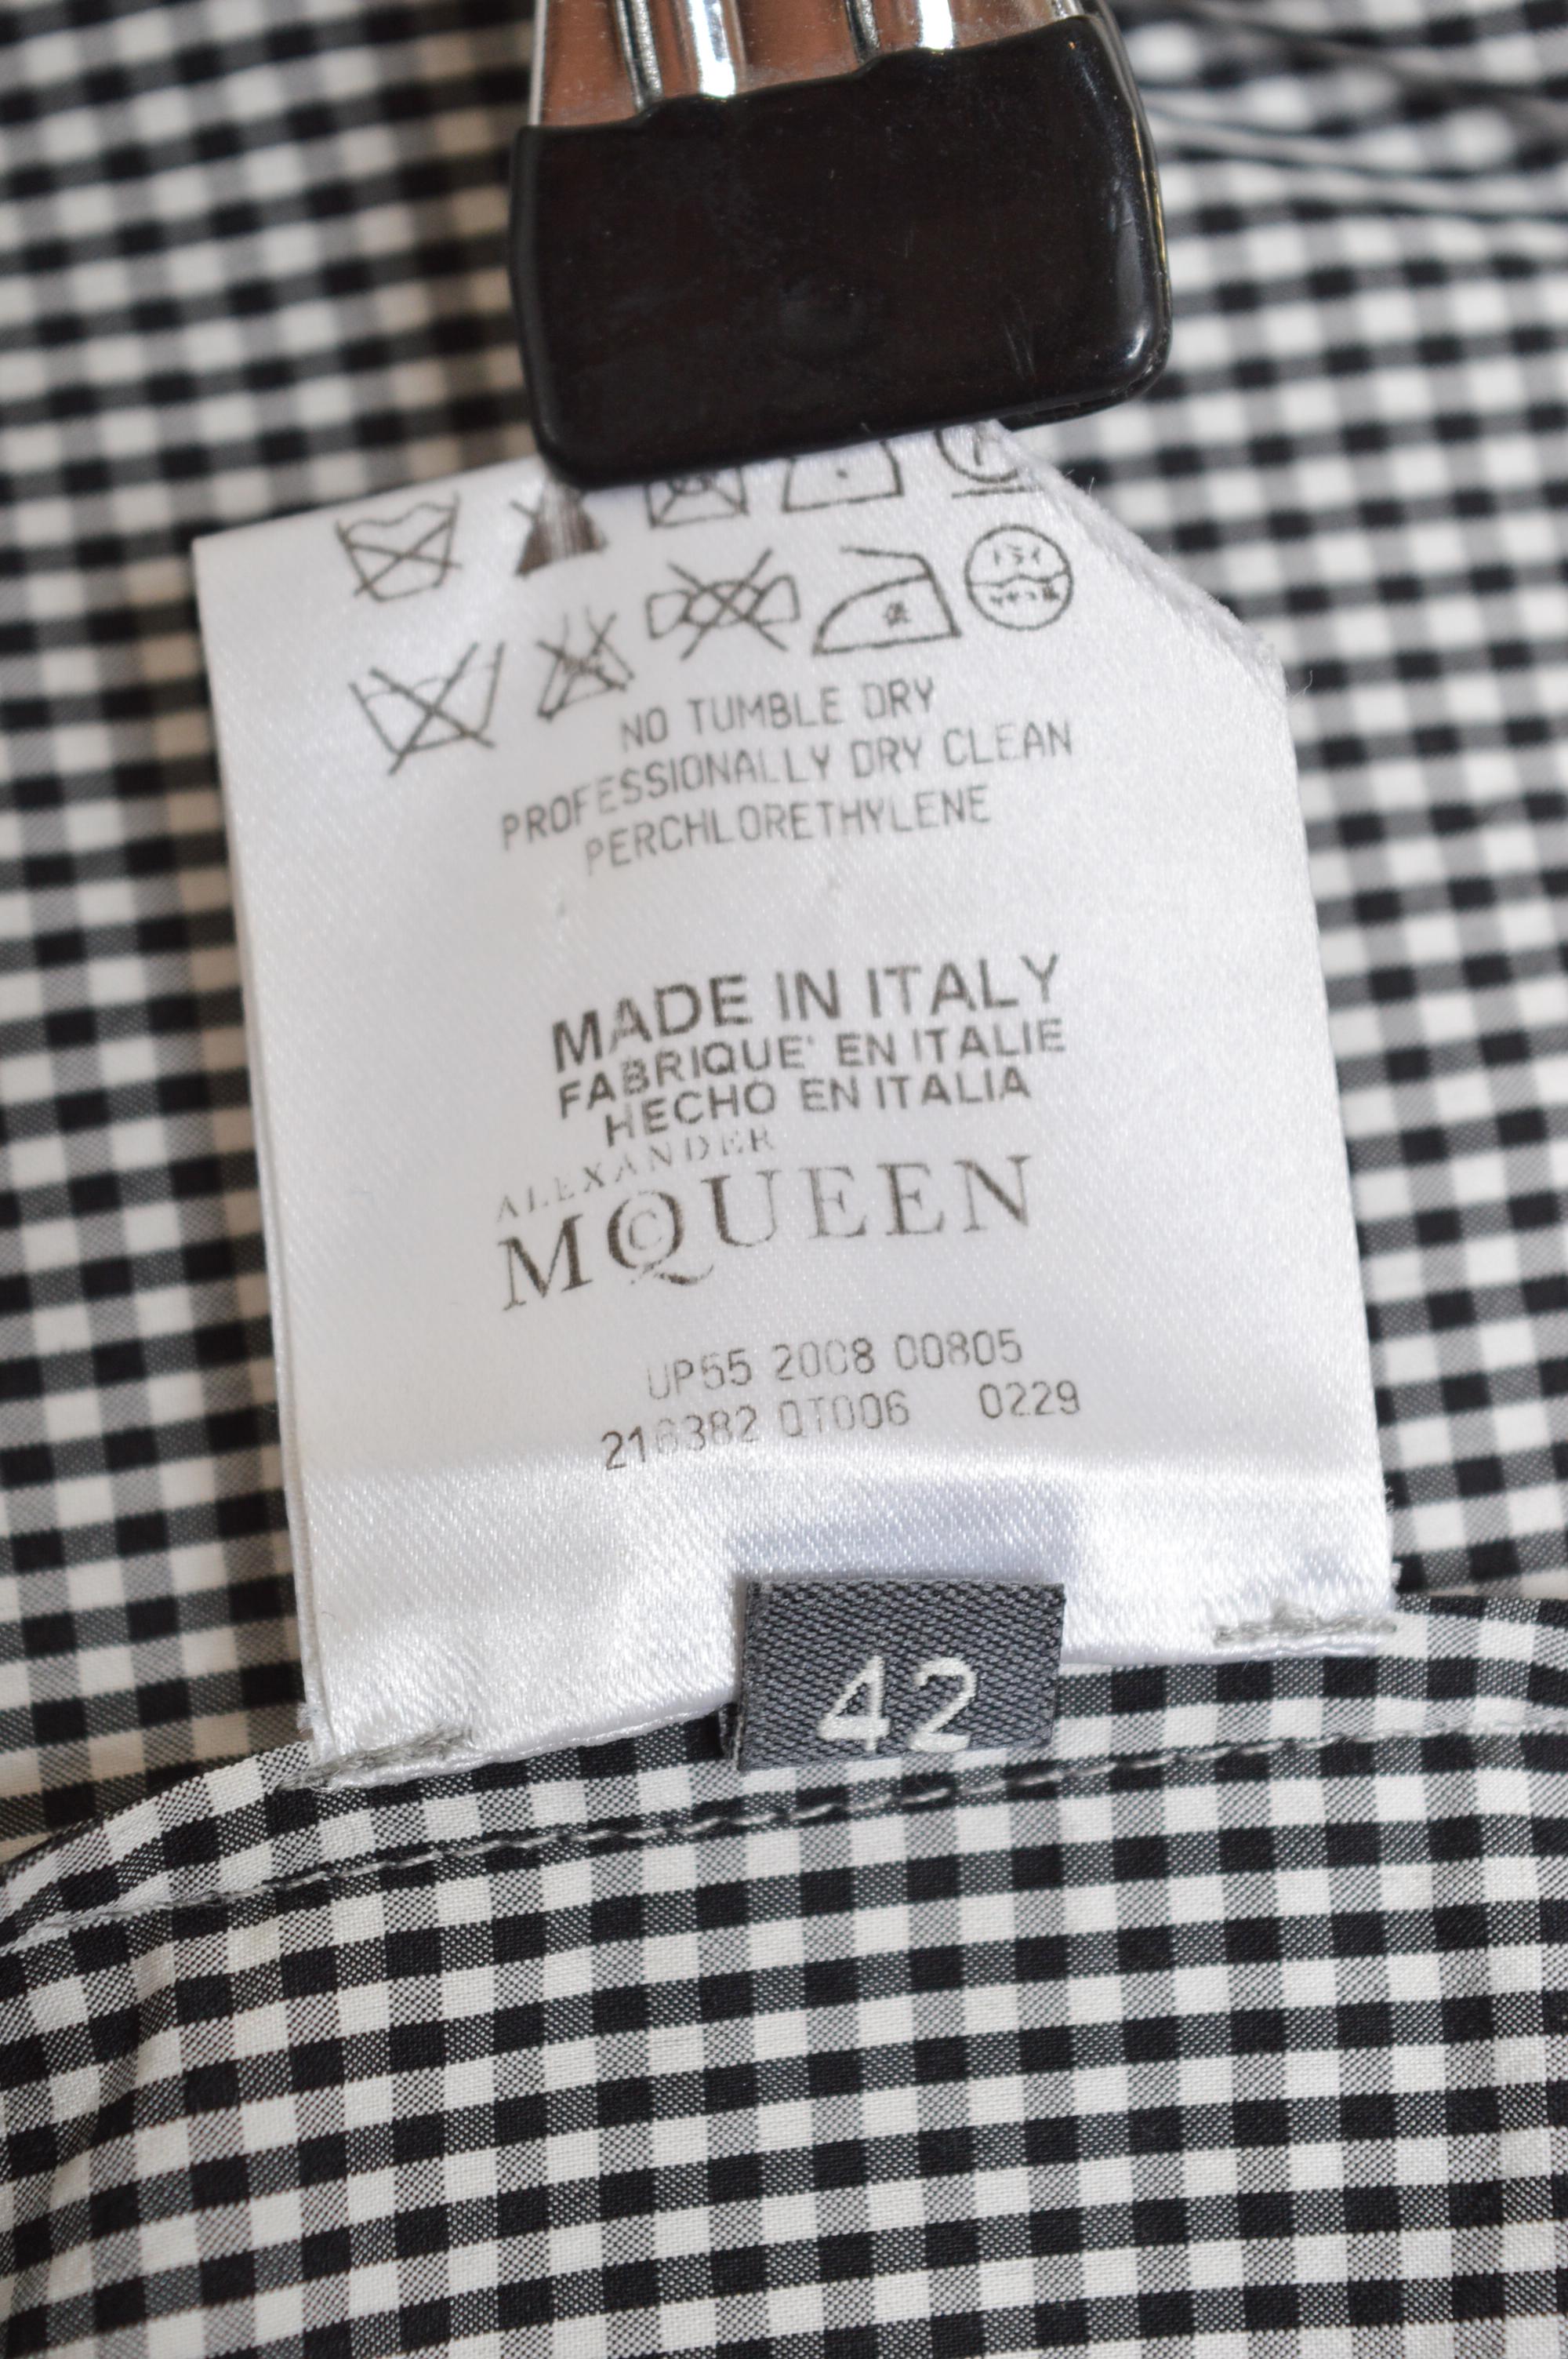 NO TUMBLE DRY
PROFESSIONALLY DRY CLEAN
PERCHLORETHYLENE
MADE IN ITALY
FABRIQUE' EN ITALIE
HECHO EN ITALIA
ALEXANDER
MCQUEEN
UP55 2008 00805
216382 QT006 0229
42